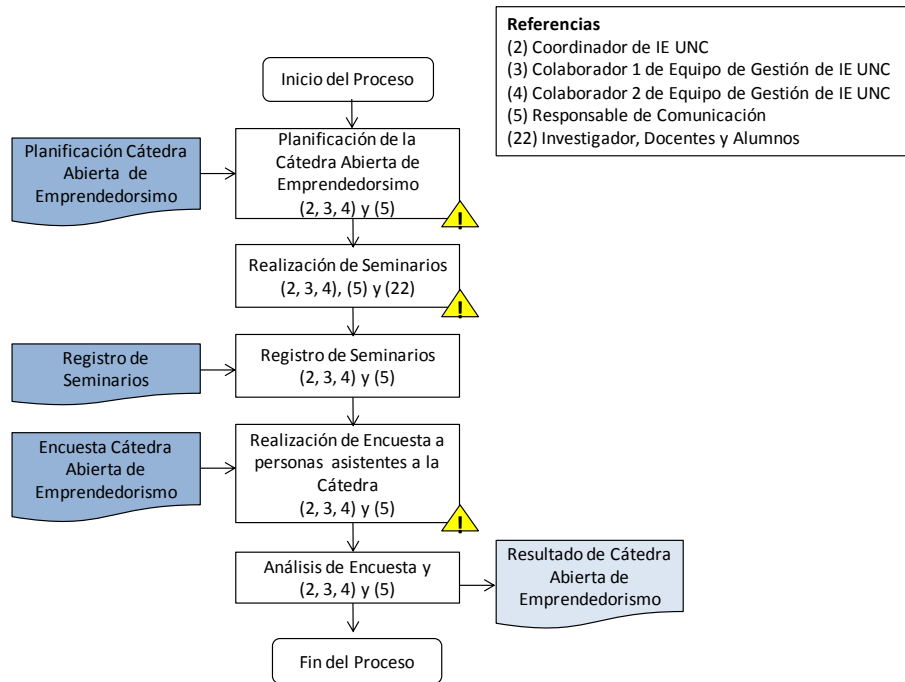 Referencias
(2) Coordinador de IE UNC
(3) Colaborador 1 de Equipo de Gestión de IE UNC
(4) Colaborador 2 de Equipo de Gestión de IE UNC
(5) Responsable de Comunicación
(22) Investigador, Docentes y Alumnos
Inicio del Proceso
Planificación Cátedra
Abierta de
Emprendedorsimo
Planificación de la
Cátedra Abierta de
Emprendedorsimo
(2, 3, 4) y (5)
!
Realización de Seminarios
(2, 3, 4), (5) y (22)
!
Registro de
Seminarios
Registro de Seminarios
(2, 3, 4) y (5)
Encuesta Cátedra
Abierta de
Emprendedorismo
Realización de Encuesta a
personas asistentes a la
Cátedra
(2, 3, 4) y (5)
!
Análisis de Encuesta y
(2, 3, 4) y (5)
Resultado de Cátedra
Abierta de
Emprendedorismo
Fin del Proceso